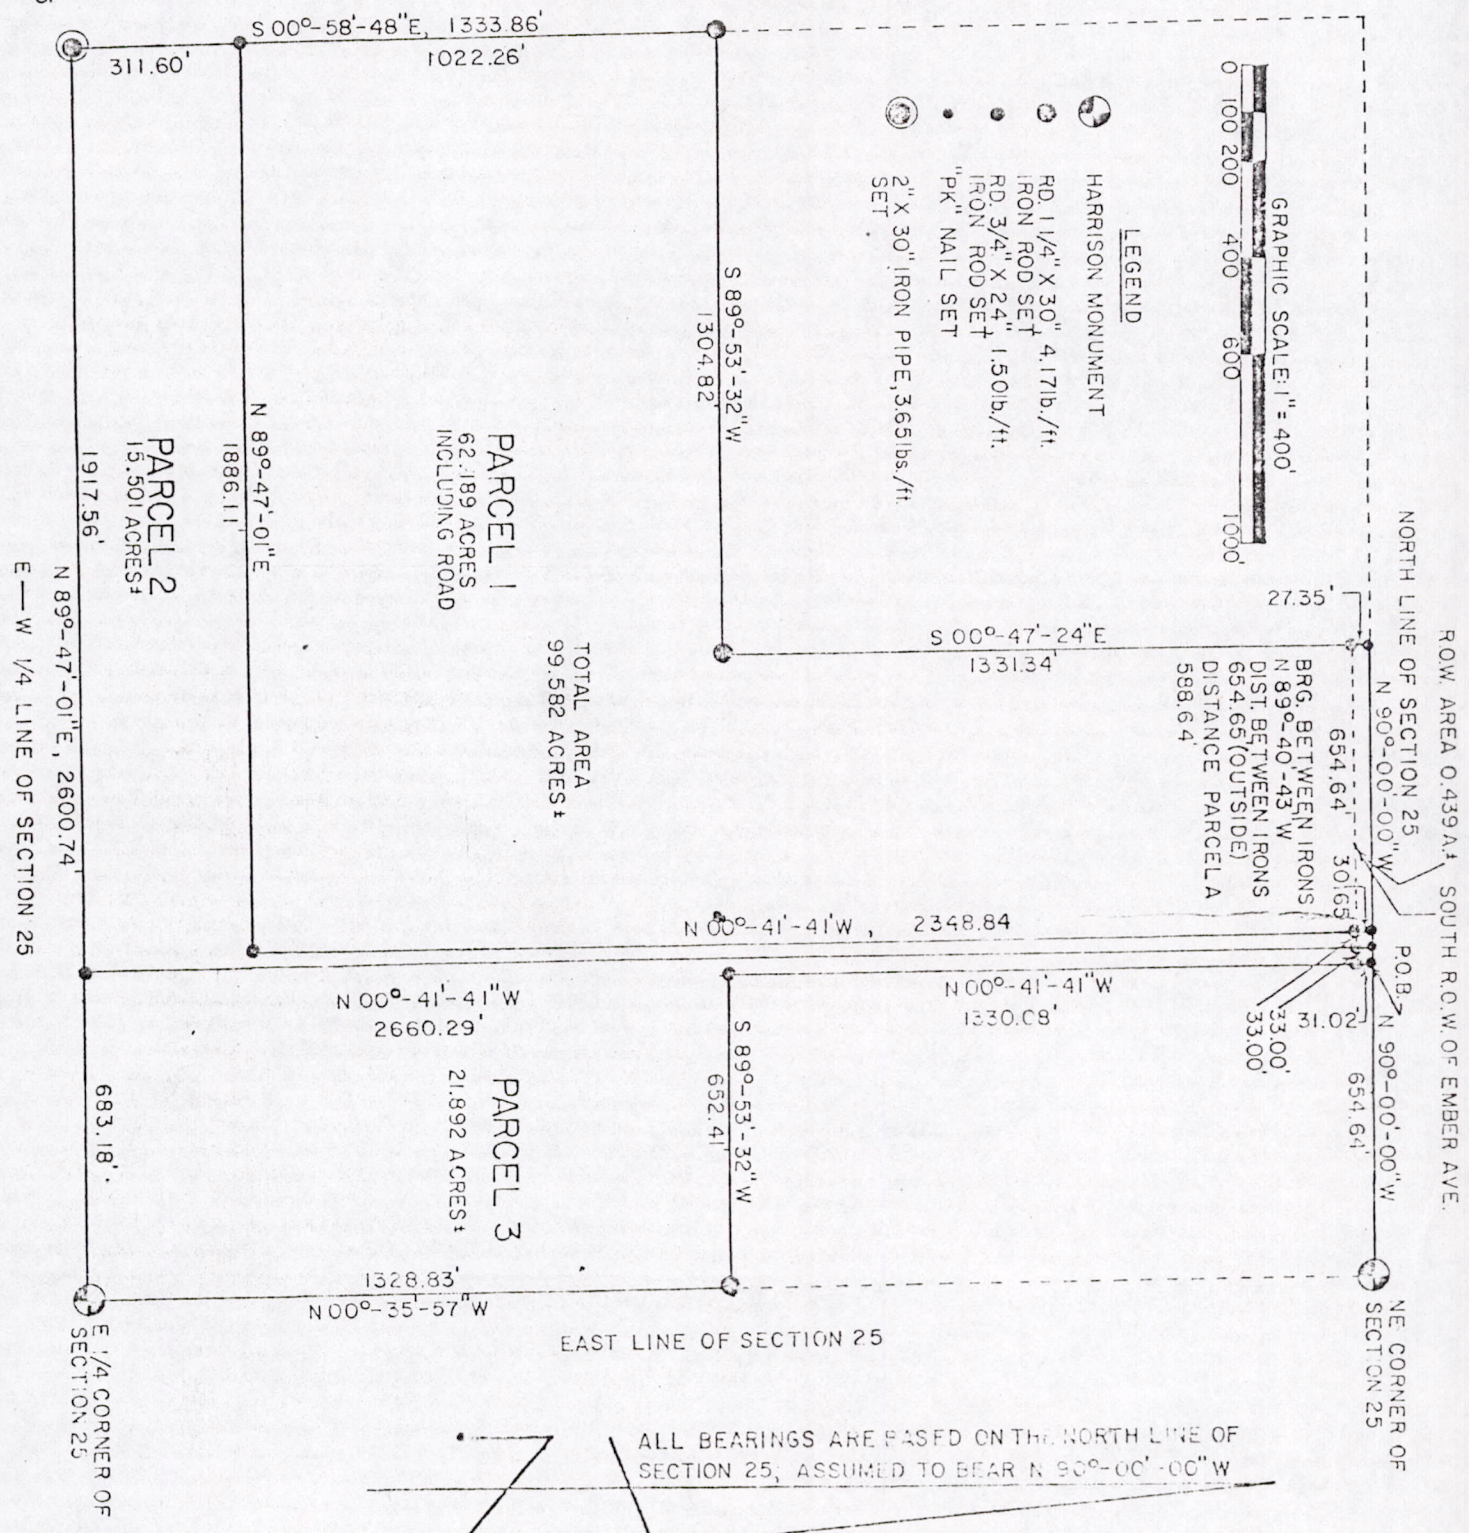 S 00°-58'-48"E, 1333.86'
311.60'
1022.26'
0 100 200 400 600 1000'
GRAPHIC SCALE: 1" = 400'
LEGEND
HARRISON MONUMENT
RD. 1 1/4" X 30" 4.17lb./ft.
IRON ROD SET
RD. 3/4" X 24" 1.50lb./ft.
IRON ROD SET
"PK" NAIL SET
2" X 30" IRON PIPE, 3.65lbs./ft.
SET
S 89°-53'-32"W
1304.82'
N 89°-47'-01"E
1886.11'
PARCEL 1
62.189 ACRES
INCLUDING ROAD
PARCEL 2
15.501 ACRES±
1917.56'
N 89°-47'-01"E, 2600.74'
E — W 1/4 LINE OF SECTION 25
TOTAL AREA
99.582 ACRES±
27.35'
S 00°-47'-24"E
1331.34'
NORTH LINE OF SECTION 25
N 90°-00'-00"W
654.64'
30.65'
R.O.W. AREA 0.439 A.±
SOUTH R.O.W. OF EMBER AVE.
BRG. BETWEEN IRONS
N 89°-40'-43" W
DIST. BETWEEN IRONS
654.65'(OUTSIDE)
DISTANCE PARCEL A
588.64'
N 00°-41'-41"W, 2348.84
N 00°-41'-41"W
2660.29'
N 00°-41'-41"W
1330.08'
P.O.B.
31.02'
33.00'
33.00'
N 90°-00'-00"W
654.64'
S 89°-53'-32"W
652.41'
PARCEL 3
21.892 ACRES±
683.18'
1328.83'
N 00°-35'-57"W
EAST LINE OF SECTION 25
E 1/4 CORNER OF
SECTION 25
NE CORNER OF
SECTION 25
ALL BEARINGS ARE BASED ON THE NORTH LINE OF
SECTION 25, ASSUMED TO BEAR N 90°-00'-00"W